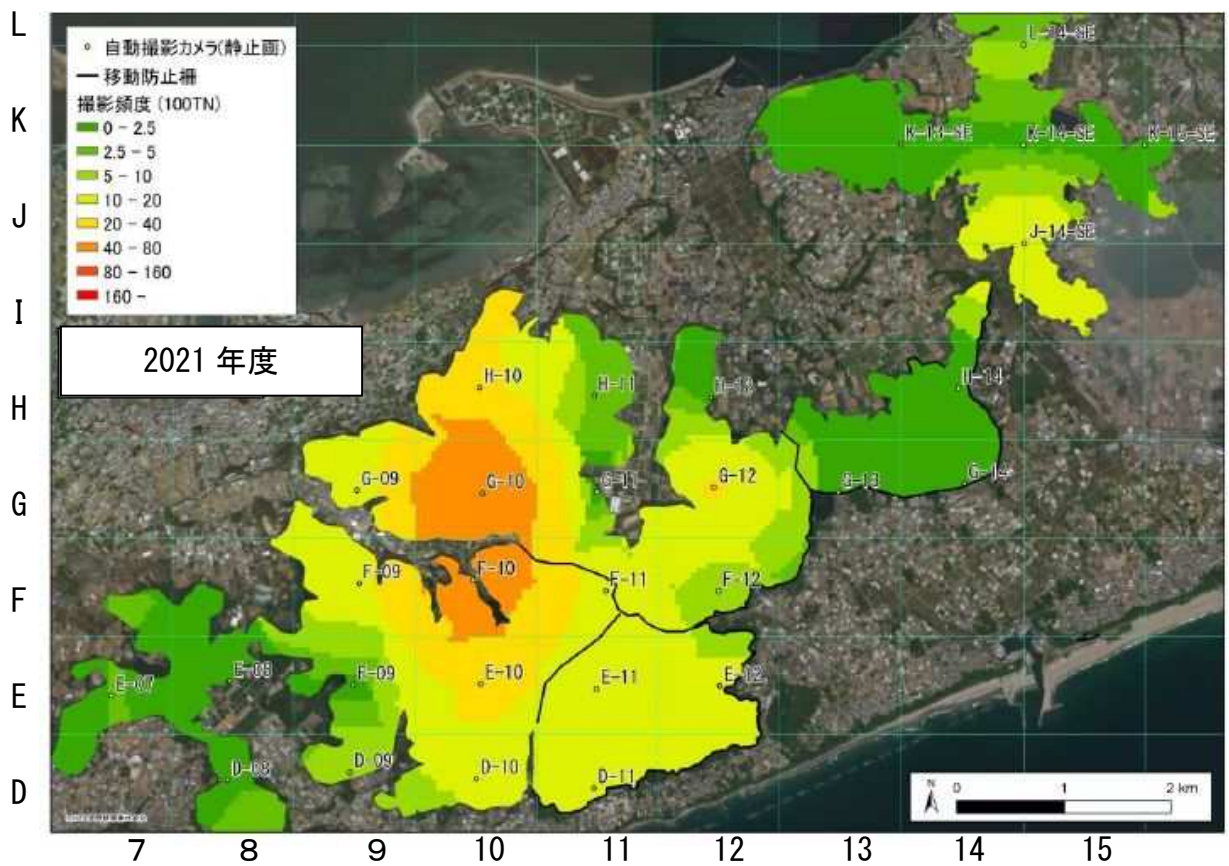 L
K
J
I
H
G
F
E
D
自動撮影カメラ(静止画)
移動防止柵
撮影頻度 (100TN)
0 - 2.5
2.5 - 5
5 - 10
10 - 20
20 - 40
40 - 80
80 - 160
160 -
2021 年度
L-14-SE
K-13-SE
K-14-SE
K-15-SE
J-14-SE
H-10
H-11
H-14
G-09
G-10
G-11
G-12
G-13
G-14
F-09
F-10
F-11
F-12
E-07
E-08
E-10
E-11
E-12
D-08
D-09
D-10
D-11
N
0
1
2 km
7
8
9
10
11
12
13
14
15